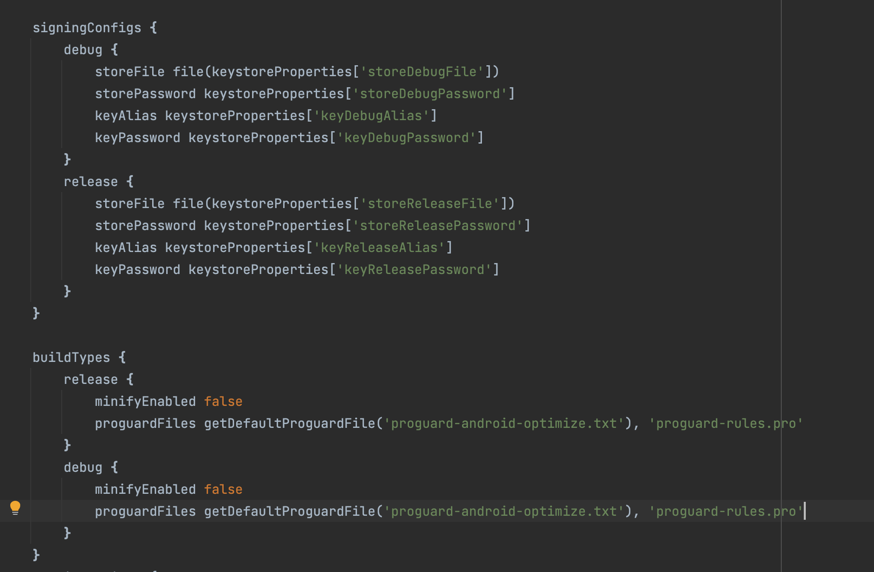 signingConfigs {
debug {
storeFile file(keystoreProperties['storeDebugFile'])
storePassword keystoreProperties['storeDebugPassword']
keyAlias keystoreProperties['keyDebugAlias']
keyPassword keystoreProperties['keyDebugPassword']
}
release {
storeFile file(keystoreProperties['storeReleaseFile'])
storePassword keystoreProperties['storeReleasePassword']
keyAlias keystoreProperties['keyReleaseAlias']
keyPassword keystoreProperties['keyReleasePassword']
}
}
buildTypes {
release {
minifyEnabled false
proguardFiles getDefaultProguardFile('proguard-android-optimize.txt'), 'proguard-rules.pro'
}
debug {
minifyEnabled false
proguardFiles getDefaultProguardFile('proguard-android-optimize.txt'), 'proguard-rules.pro'
}
}